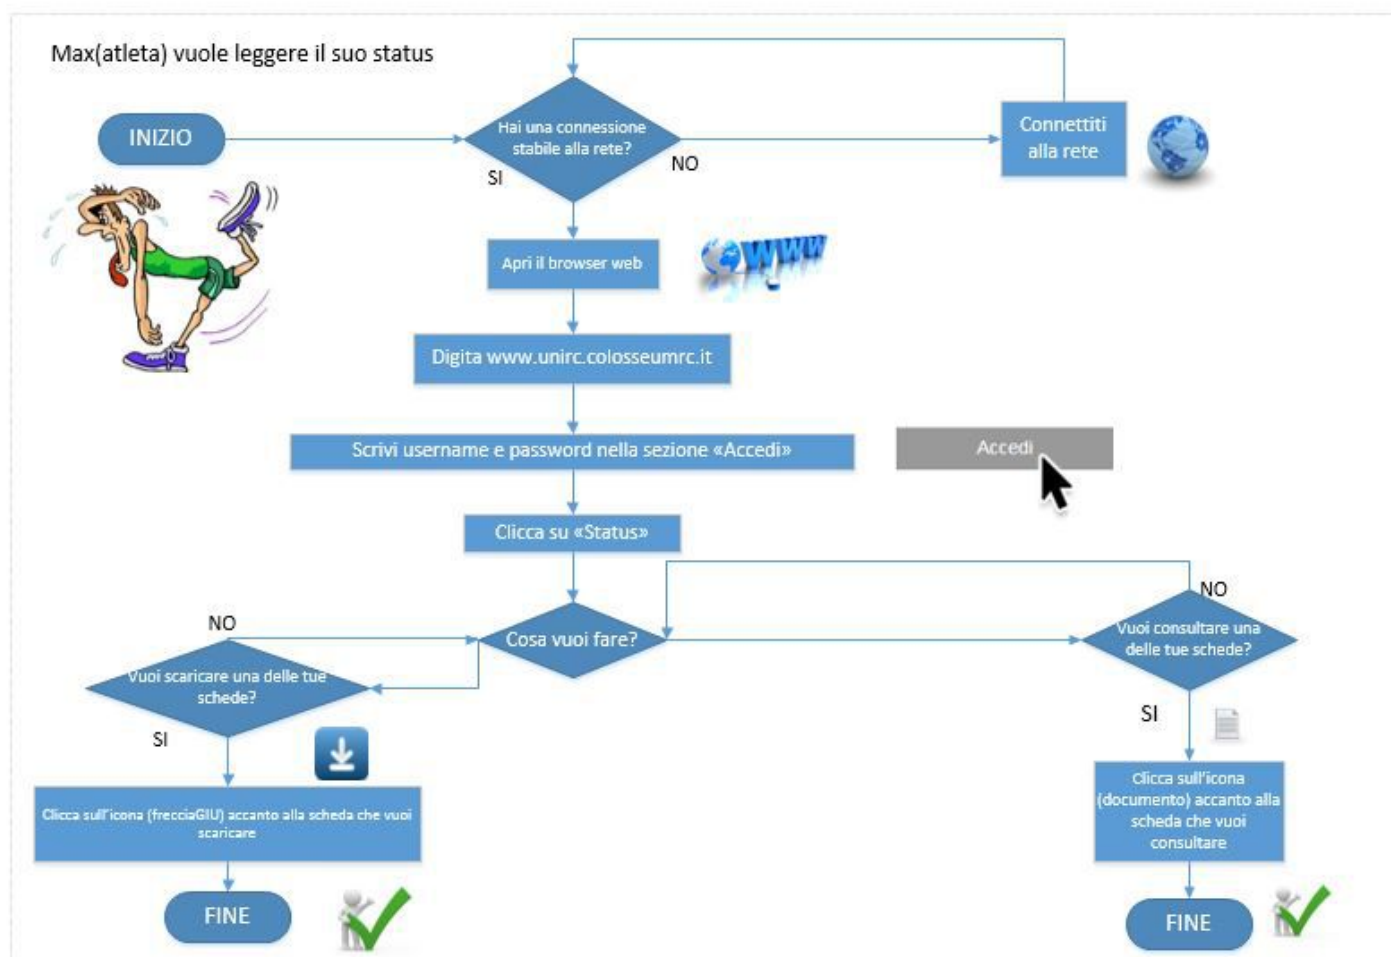 Max(atleta) vuole leggere il suo status
INIZIO
Hai una connessione
stabile alla rete?
NO
SI
Connettiti
alla rete
Apri il browser web
WWW
Digita www.unirc.colosseumrc.it
Scrivi username e password nella sezione «Accedi»
Accedi
Clicca su «Status»
Cosa vuoi fare?
NO
Vuoi scaricare una delle tue
schede?
SI
Clicca sull'icona (frecciaGIU) accanto alla scheda che vuoi
scaricare
FINE
NO
Vuoi consultare una
delle tue schede?
SI
Clicca sull'icona
(documento) accanto alla
scheda che vuoi
consultare
FINE